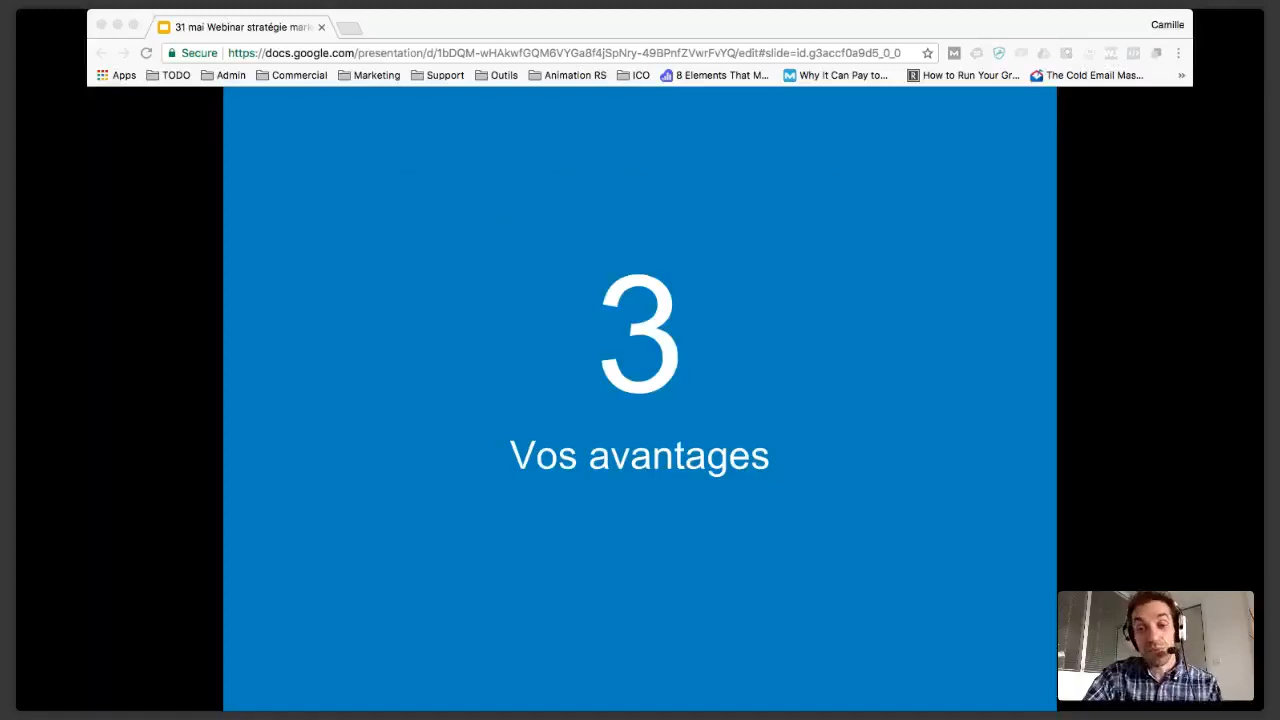 31 mai Webinar stratégie mark
Camille
Secure
https://docs.google.com/presentation/d/1bDQM-wHAkwfGQM6VYGa8f4jSpNry-49BPnfZVwrFvYQ/edit#slide=id.g3accf0a9d5_0_0
Apps TODO Admin Commercial Marketing Support Outils Animation RS ICO 8 Elements That M... Why it Can Pay to... How to Run Your Gr... The Cold Email Mas... »
3
Vos avantages